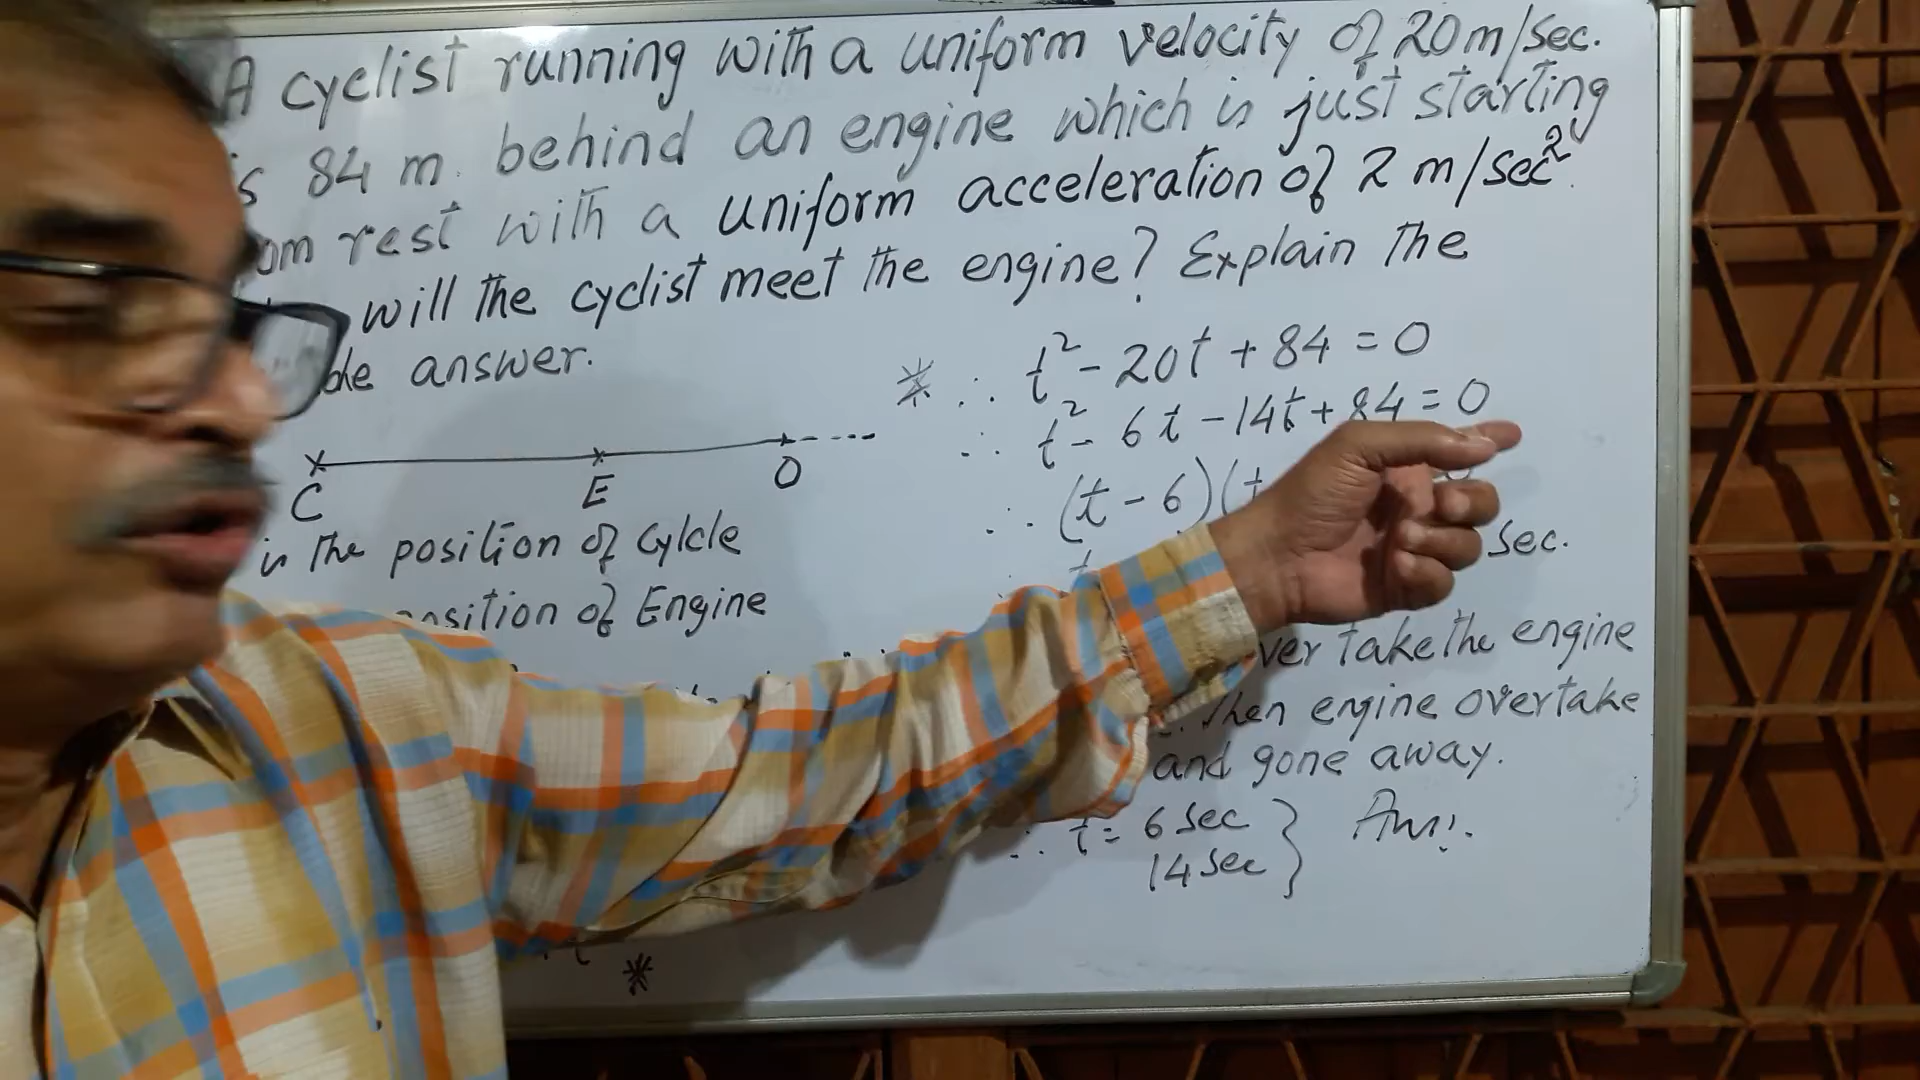 A cyclist running with a uniform velocity of 20 m/sec.
is 84 m. behind an engine which is just starting
om rest with a uniform acceleration of 2 m/sec².
will the cyclist meet the engine? Explain the
ble answer.
C E O
is the position of Cylcle
position of Engine
* ∴ t² - 20t + 84 = 0
∴ t² - 6t - 14t + 84 = 0
∴ (t - 6)(t
sec.
ver take the engine
then engine overtake
and gone away.
∴ t = 6 sec } Ans.
14 sec
t *